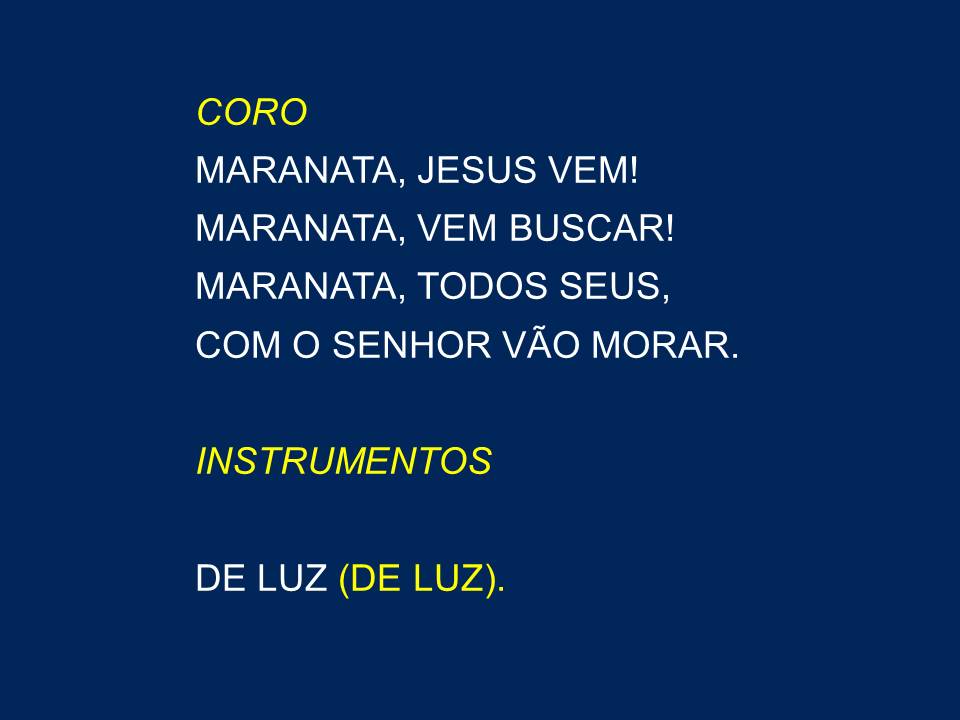 CORO
MARANATA, JESUS VEM!
MARANATA, VEM BUSCAR!
MARANATA, TODOS SEUS,
COM O SENHOR VÃO MORAR.
INSTRUMENTOS
DE LUZ (DE LUZ).